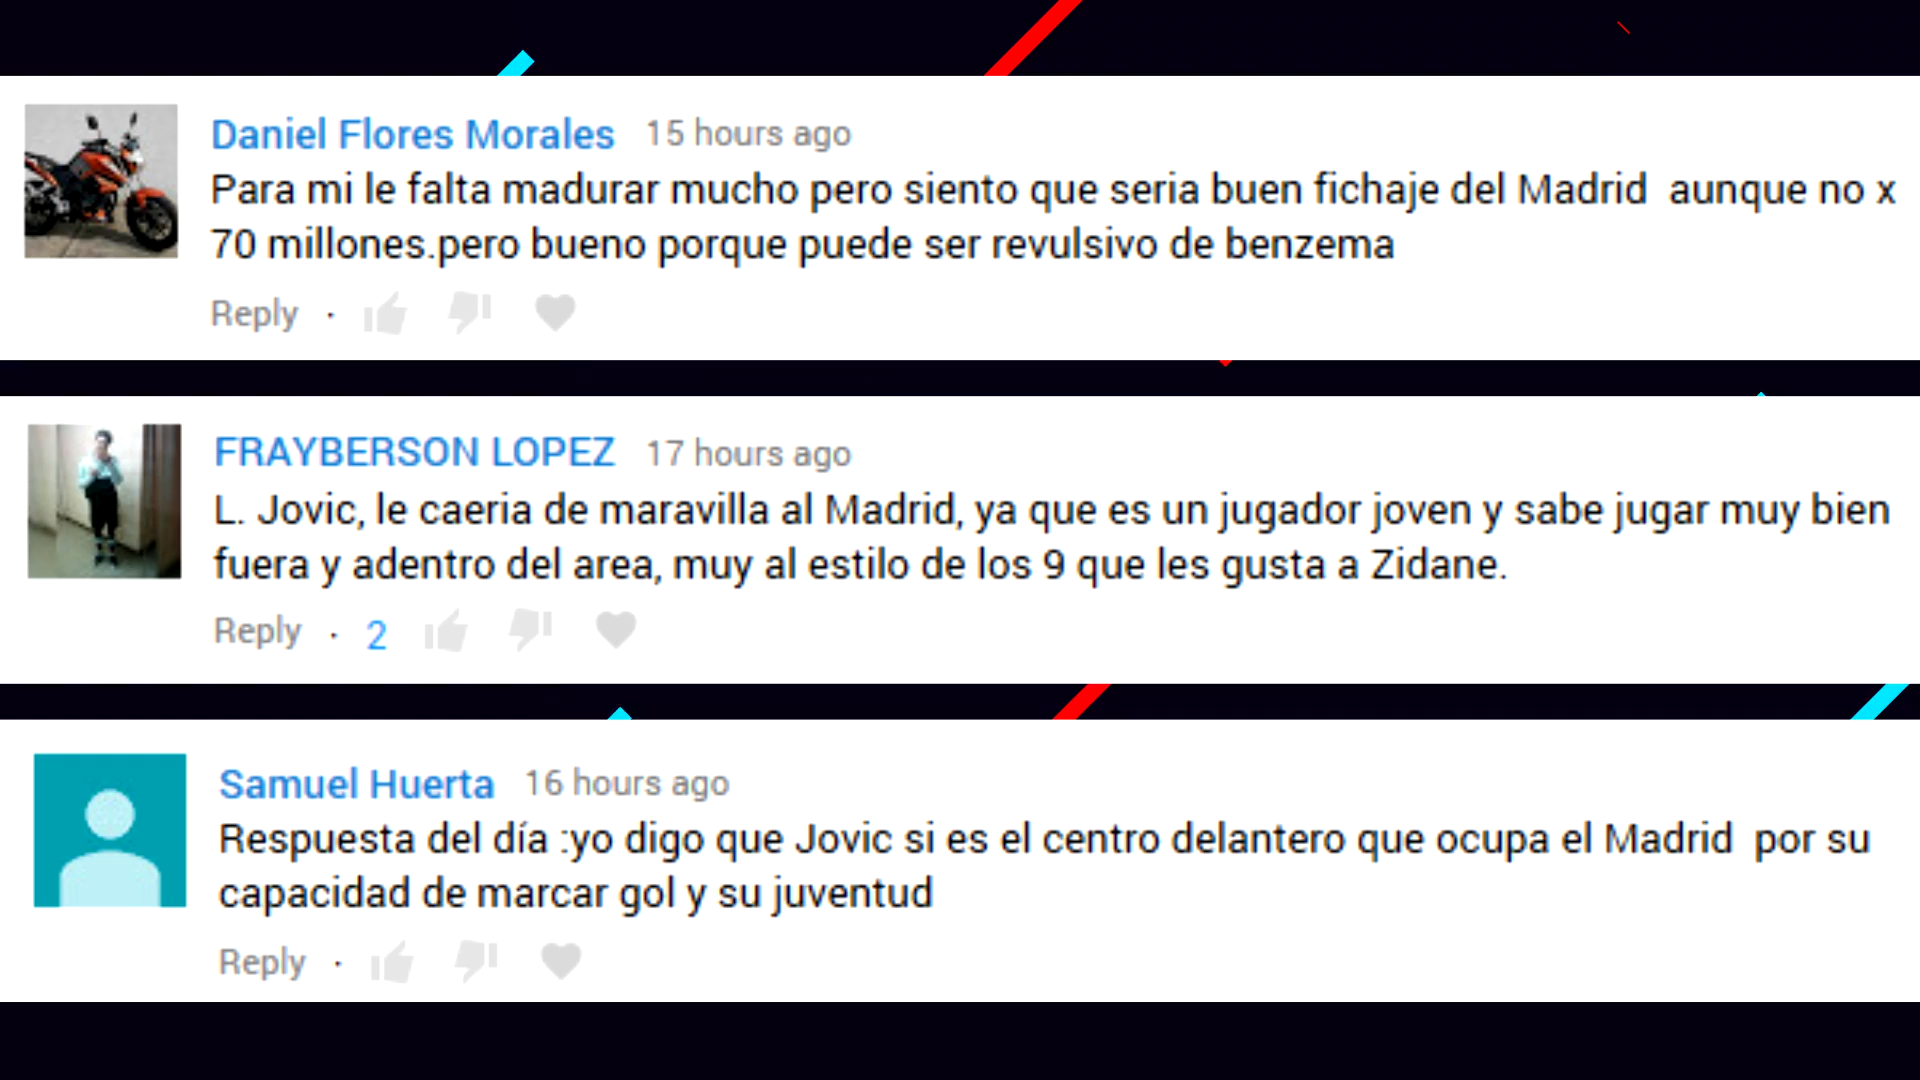 Daniel Flores Morales 15 hours ago
Para mi le falta madurar mucho pero siento que seria buen fichaje del Madrid  aunque no x
70 millones.pero bueno porque puede ser revulsivo de benzema
Reply ·
FRAYBERSON LOPEZ 17 hours ago
L. Jovic, le caeria de maravilla al Madrid, ya que es un jugador joven y sabe jugar muy bien
fuera y adentro del area, muy al estilo de los 9 que les gusta a Zidane.
Reply · 2
Samuel Huerta 16 hours ago
Respuesta del día :yo digo que Jovic si es el centro delantero que ocupa el Madrid  por su
capacidad de marcar gol y su juventud
Reply ·